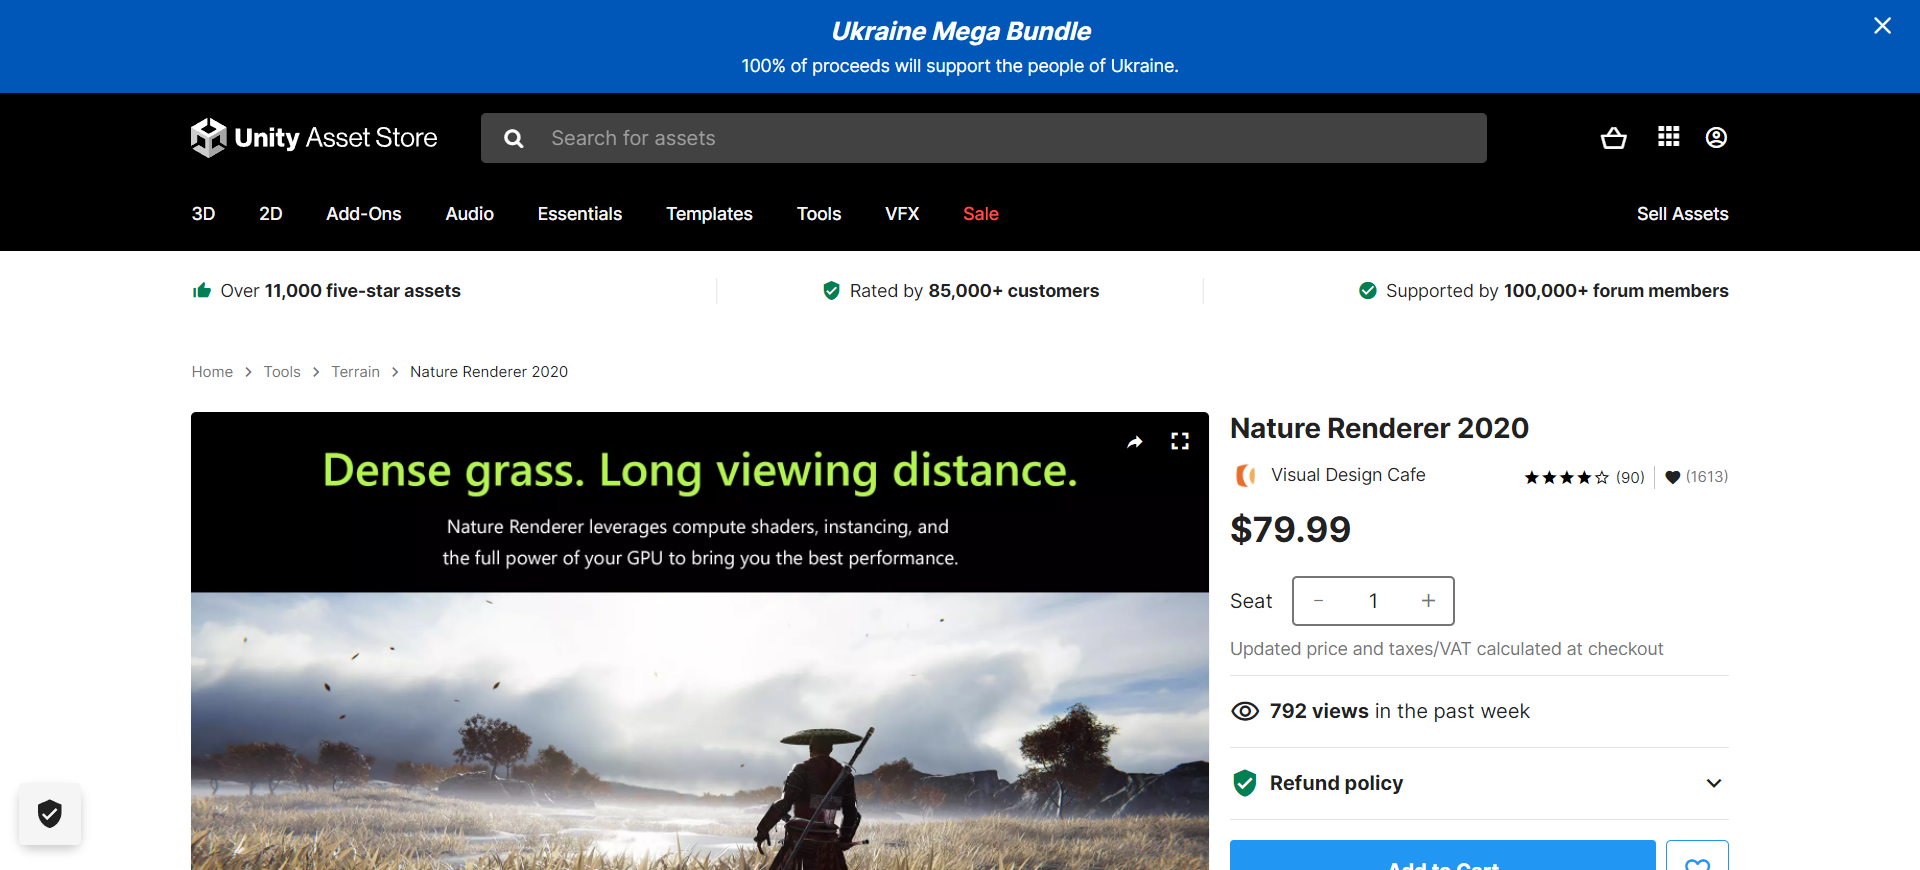 Ukraine Mega Bundle
100% of proceeds will support the people of Ukraine.
Unity Asset Store
Search for assets
3D
2D
Add-Ons
Audio
Essentials
Templates
Tools
VFX
Sale
Sell Assets
Over 11,000 five-star assets
Rated by 85,000+ customers
Supported by 100,000+ forum members
Home > Tools > Terrain > Nature Renderer 2020
Dense grass. Long viewing distance.
Nature Renderer leverages compute shaders, instancing, and
the full power of your GPU to bring you the best performance.
Nature Renderer 2020
Visual Design Cafe
(90)
(1613)
$79.99
Seat
- 1 +
Updated price and taxes/VAT calculated at checkout
792 views in the past week
Refund policy
Add to Cart